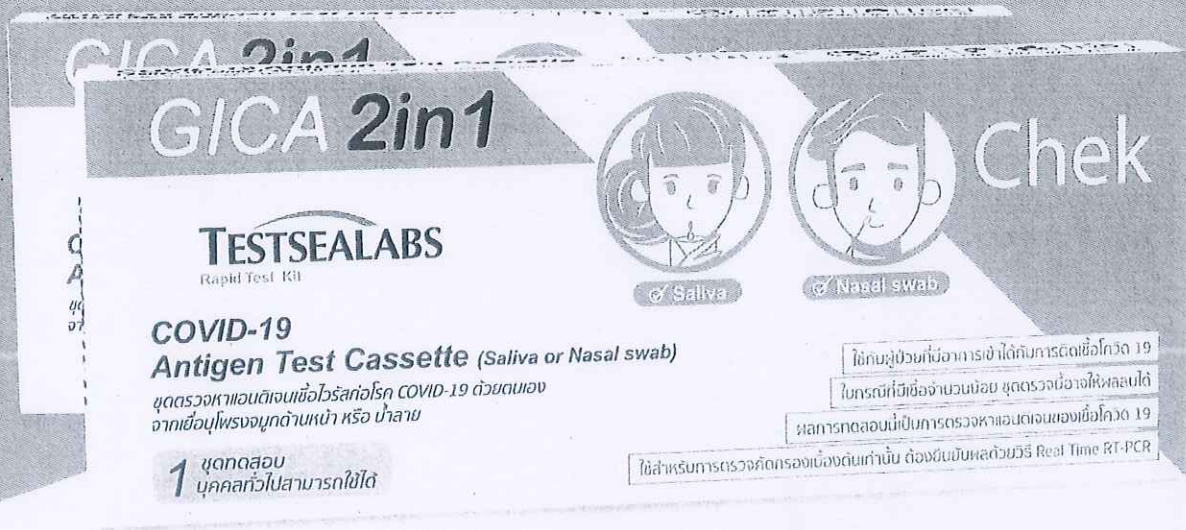 GICA 2in1
GICA 2in1
Chek
TESTSEALABS
Rapid Test Kit
Saliva
Nasal swab
COVID-19
Antigen Test Cassette (Saliva or Nasal swab)
ชุดตรวจหาแอนติเจนเชื้อไวรัสก่อโรค COVID-19 ด้วยตนเอง
จากเยื่อบุโพรงจมูกด้านหน้า หรือ น้ำลาย
1 ชุดทดสอบ
บุคคลทั่วไปสามารถใช้ได้
ใช้กับผู้ป่วยที่มีอาการเข้าได้กับการติดเชื้อโควิด 19
ในกรณีที่มีเชื้อจำนวนน้อย ชุดตรวจนี้อาจให้ผลลบได้
ผลการทดสอบนี้เป็นการตรวจหาแอนติเจนของเชื้อโควิด 19
ใช้สำหรับการตรวจคัดกรองเบื้องต้นเท่านั้น ต้องยืนยันผลด้วยวิธี Real Time RT-PCR